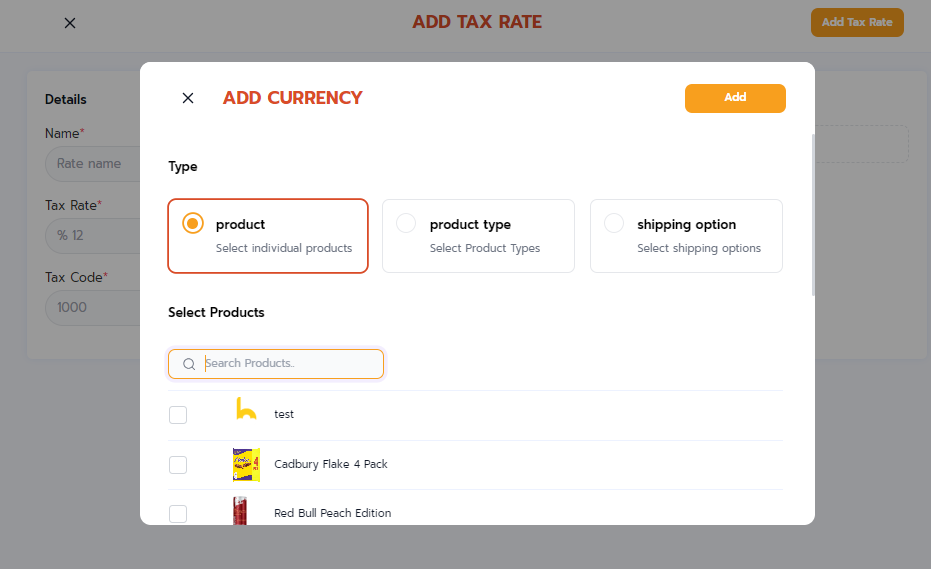 ADD TAX RATE
Add Tax Rate
Details
Name*
Rate name
Tax Rate*
% 12
Tax Code*
1000
ADD CURRENCY
Add
Type
product
Select individual products
product type
Select Product Types
shipping option
Select shipping options
Select Products
Search Products..
test
Cadbury Flake 4 Pack
Red Bull Peach Edition